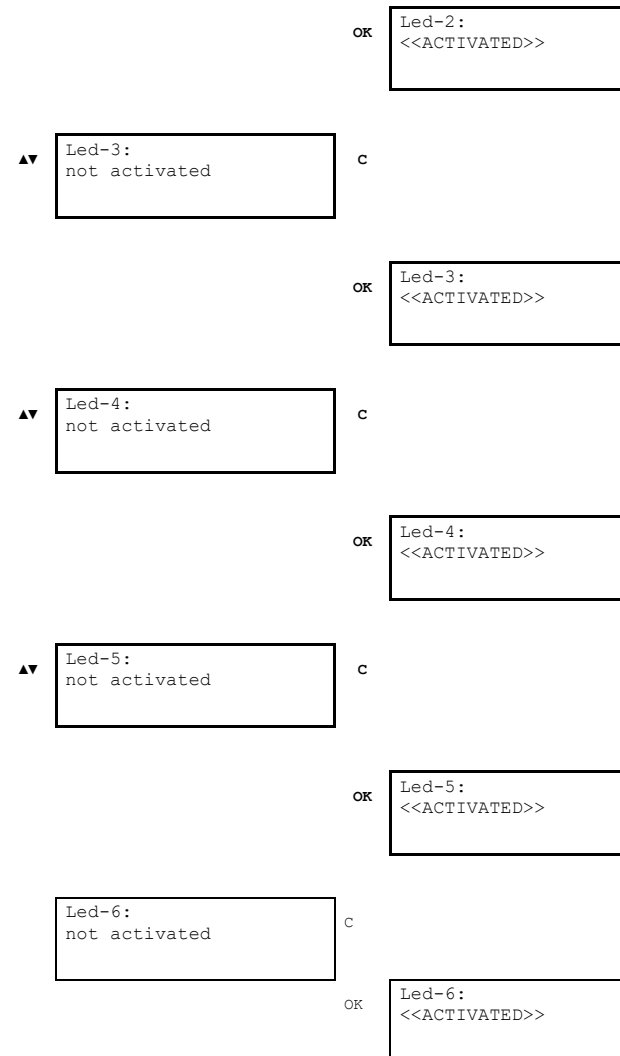 OK
Led-2:
<<ACTIVATED>>
▲▼
Led-3:
not activated
C
OK
Led-3:
<<ACTIVATED>>
▲▼
Led-4:
not activated
C
OK
Led-4:
<<ACTIVATED>>
▲▼
Led-5:
not activated
C
OK
Led-5:
<<ACTIVATED>>
Led-6:
not activated
C
OK
Led-6:
<<ACTIVATED>>